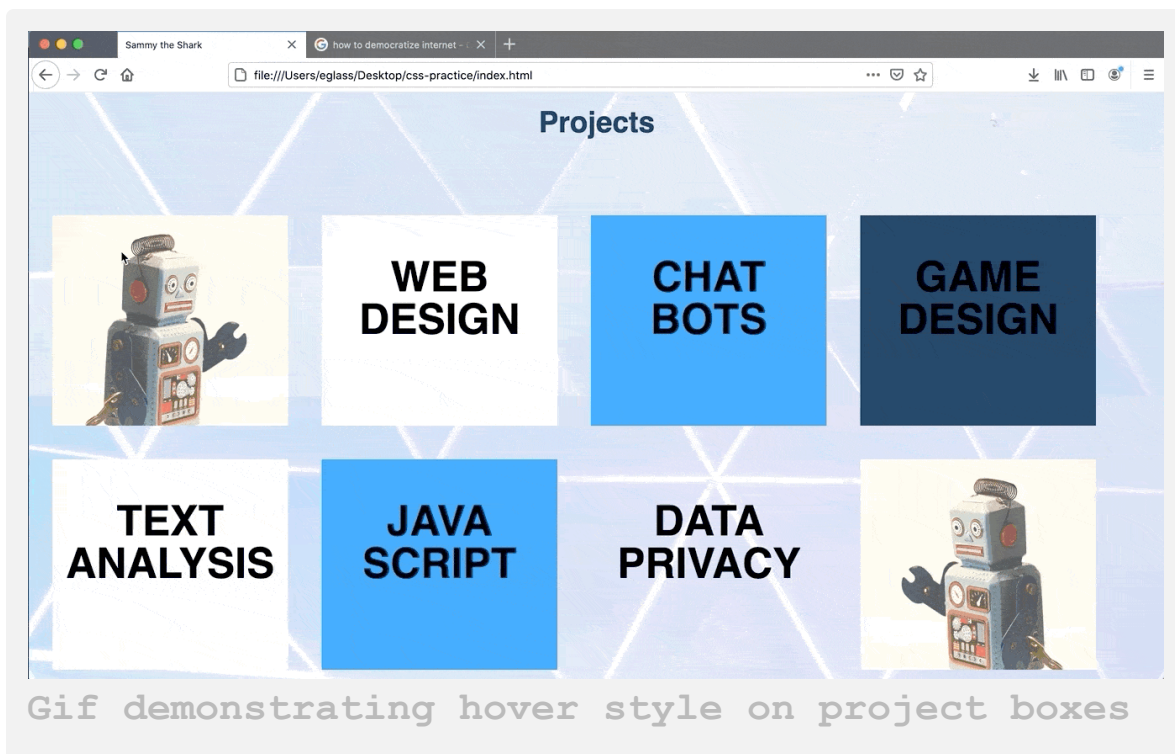 Sammy the Shark
how to democratize internet -
file:///Users/eglass/Desktop/css-practice/index.html
Projects
WEB
DESIGN
CHAT
BOTS
GAME
DESIGN
TEXT
ANALYSIS
JAVA
SCRIPT
DATA
PRIVACY
Gif demonstrating hover style on project boxes